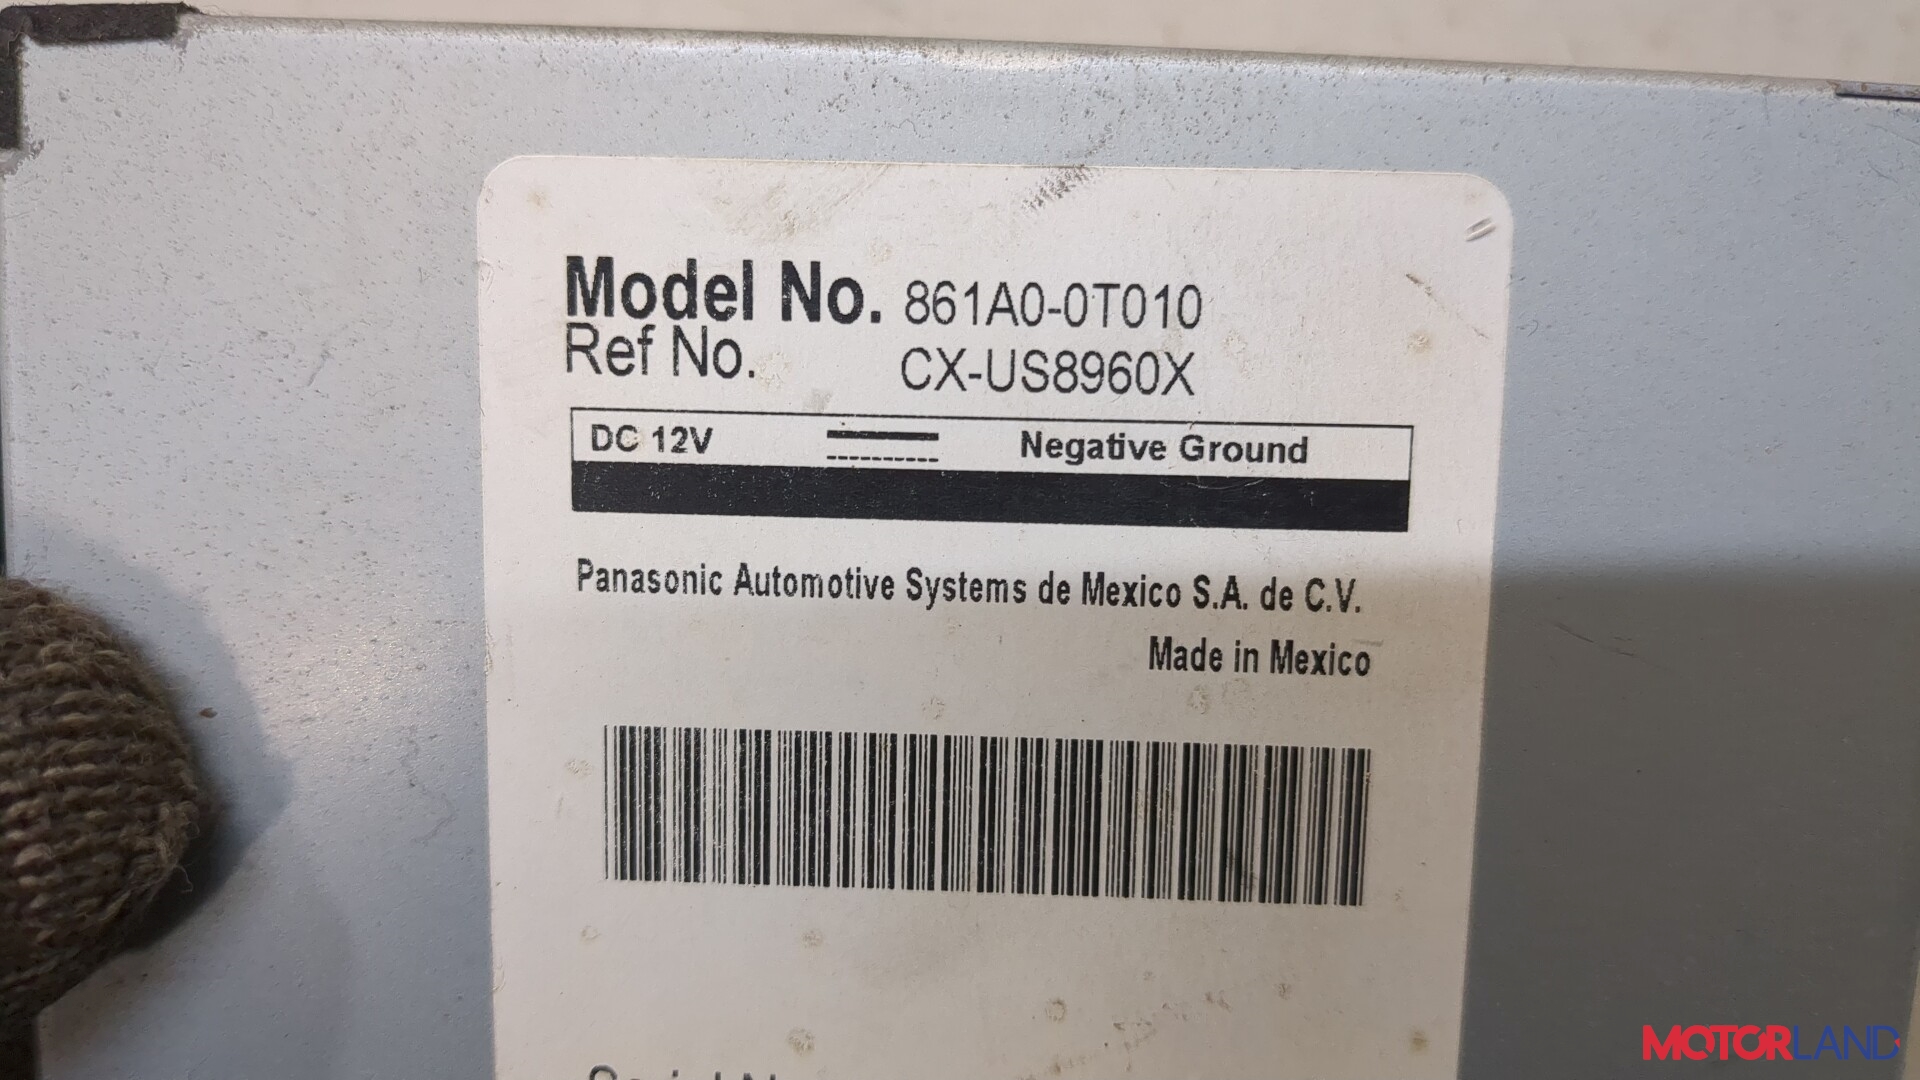 Model No. 861A0-0T010
Ref No. CX-US8960X
DC 12V Negative Ground
Panasonic Automotive Systems de Mexico S.A. de C.V.
Made in Mexico
MOTORLAND